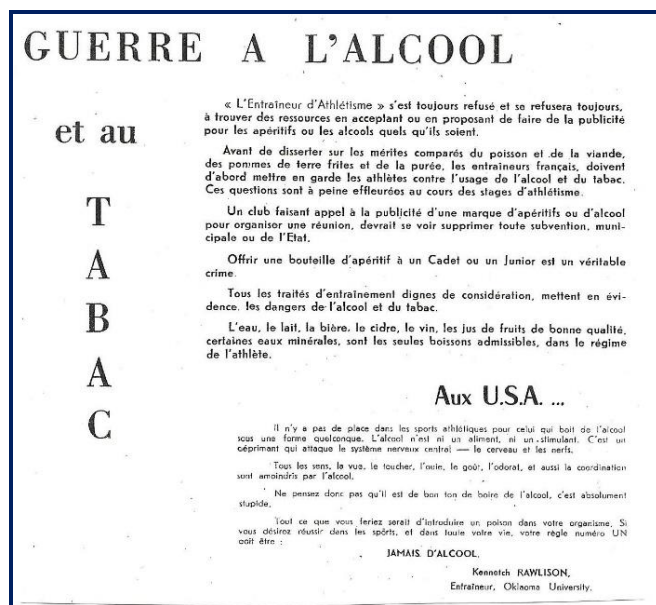 GUERRE A L'ALCOOL
et au
T
A
B
A
C
« L'Entraîneur d'Athlétisme » s'est toujours refusé et se refusera toujours,
à trouver des ressources en acceptant ou en proposant de faire de la publicité
pour les apéritifs ou les alcools quels qu'ils soient.
Avant de disserter sur les mérites comparés du poisson et de la viande,
des pommes de terre frites et de la purée, les entraîneurs français, doivent
d'abord mettre en garde les athlètes contre l'usage de l'alcool et du tabac.
Ces questions sont à peine effleurées au cours des stages d'athlétisme.
Un club faisant appel à la publicité d'une marque d'apéritifs ou d'alcool
pour organiser une réunion, devrait se voir supprimer toute subvention, muni-
cipale ou de l'Etat.
Offrir une bouteille d'apéritif à un Cadet ou un Junior est un véritable
crime.
Tous les traités d'entraînement dignes de considération, mettent en évi-
dence, les dangers de l'alcool et du tabac.
L'eau, le lait, la bière, le cidre, le vin, les jus de fruits de bonne qualité,
certaines eaux minérales, sont les seules boissons admissibles, dans le régime
de l'athlète.
Aux U.S.A. ...
Il n'y a pas de place dans les sports athlétiques pour celui qui boit de l'alcool
sous une forme quelconque. L'alcool n'est ni un aliment, ni un stimulant. C'est un
déprimant qui attaque le système nerveux central — le cerveau et les nerfs.
Tous les sens, la vue, le toucher, l'ouïe, le goût, l'odorat, et aussi la coordination
sont amoindris par l'alcool.
Ne pensez donc pas qu'il est de bon ton de boire de l'alcool, c'est absolument
stupide.
Tout ce que vous feriez serait d'introduire un poison dans votre organisme. Si
vous désirez réussir dans les sports, et dans toute votre vie, votre règle numéro UN
doit être :
JAMAIS D'ALCOOL.
Kennotch RAWLISON,
Entraîneur, Oklaoma University.